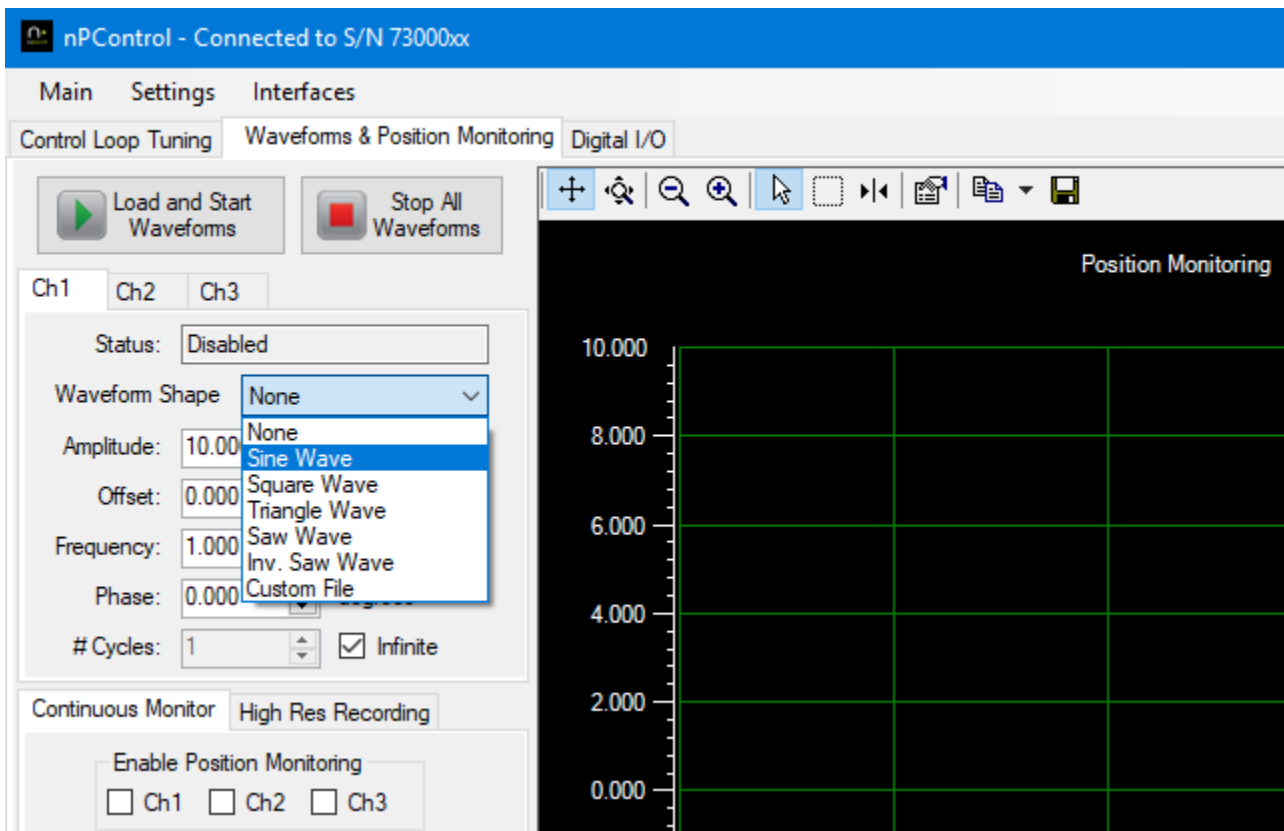 nPControl - Connected to S/N 73000xx
Main Settings Interfaces
Control Loop Tuning Waveforms & Position Monitoring Digital I/O
Load and Start Waveforms
Stop All Waveforms
Position Monitoring
Ch1 Ch2 Ch3
Status: Disabled
Waveform Shape None
None
Sine Wave
Square Wave
Triangle Wave
Saw Wave
Inv. Saw Wave
Custom File
Amplitude: 10.00
Offset: 0.000
Frequency: 1.000
Phase: 0.000
# Cycles: 1 Infinite
Continuous Monitor High Res Recording
Enable Position Monitoring
Ch1 Ch2 Ch3
10.000
8.000
6.000
4.000
2.000
0.000